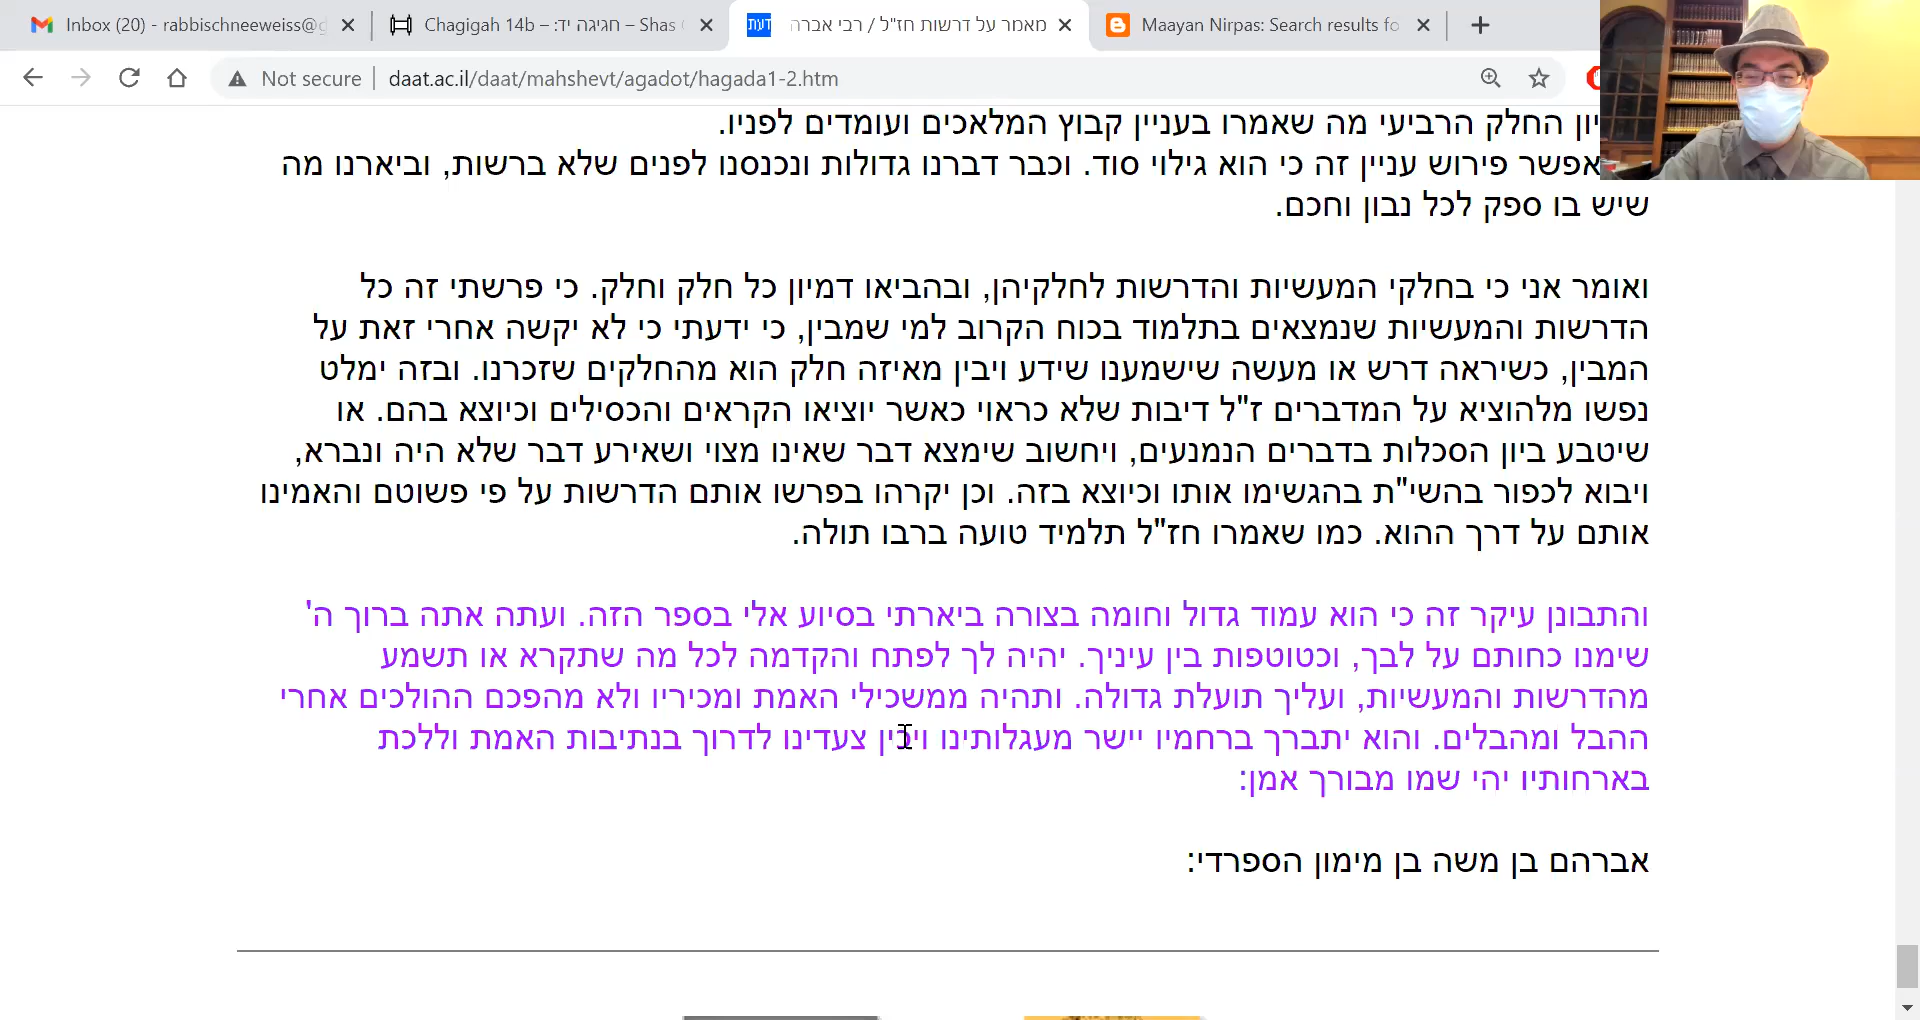 Inbox (20) - rabbischneeweiss@g
Chagigah 14b – חגיגה יד: – Shas
דעת
מאמר על דרשות חז"ל / רבי אברה
Maayan Nirpas: Search results fo
Not secure
daat.ac.il/daat/mahshevt/agadot/hagada1-2.htm
יון החלק הרביעי מה שאמרו בעניין קבוץ המלאכים ועומדים לפניו.
אפשר פירוש עניין זה כי הוא גילוי סוד. וכבר דברנו גדולות ונכנסנו לפנים שלא ברשות, וביארנו מה
שיש בו ספק לכל נבון וחכם.
ואומר אני כי בחלקי המעשיות והדרשות לחלקיהן, ובהביאו דמיון כל חלק וחלק. כי פרשתי זה כל
הדרשות והמעשיות שנמצאים בתלמוד בכוח הקרוב למי שמבין, כי ידעתי כי לא יקשה אחרי זאת על
המבין, כשיראה דרש או מעשה שישמענו שידע ויבין מאיזה חלק הוא מהחלקים שזכרנו. ובזה ימלט
נפשו מלהוציא על המדברים ז"ל דיבות שלא כראוי כאשר יוציאו הקראים והכסילים וכיוצא בהם. או
שיטבע ביון הסכלות בדברים הנמנעים, ויחשוב שימצא דבר שאינו מצוי ושאירע דבר שלא היה ונברא,
ויבוא לכפור בהשי"ת בהגשימו אותו וכיוצא בזה. וכן יקרהו בפרשו אותם הדרשות על פי פשוטם והאמינו
אותם על דרך ההוא. כמו שאמרו חז"ל תלמיד טועה ברבו תולה.
והתבונן עיקר זה כי הוא עמוד גדול וחומה בצורה ביארתי בסיוע אלי בספר הזה. ועתה אתה ברוך ה'
שימנו כחותם על לבך, וכטוטפות בין עיניך. יהיה לך לפתח והקדמה לכל מה שתקרא או תשמע
מהדרשות והמעשיות, ועליך תועלת גדולה. ותהיה ממשכילי האמת ומכיריו ולא מהפכם ההולכים אחרי
ההבל ומהבלים. והוא יתברך ברחמיו יישר מעגלותינו ויכין צעדינו לדרוך בנתיבות האמת וללכת
בארחותיו יהי שמו מבורך אמן:
אברהם בן משה בן מימון הספרדי: